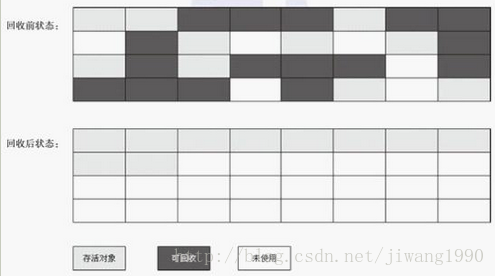 回收前状态：
回收后状态：
存活对象
可回收
未使用
http://blog.csdn.net/jiwang1990